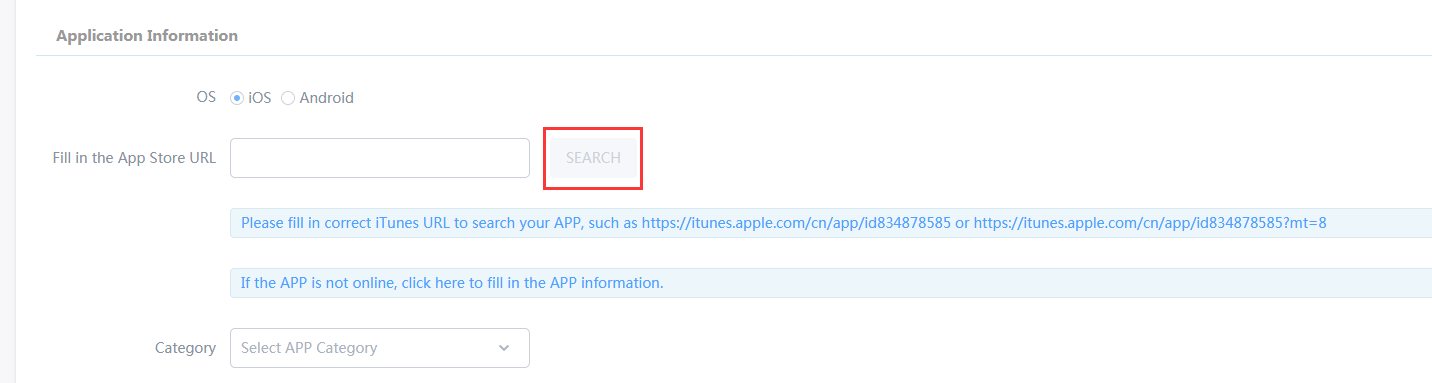 Application Information
OS iOS Android
Fill in the App Store URL SEARCH
Please fill in correct iTunes URL to search your APP, such as https://itunes.apple.com/cn/app/id834878585 or https://itunes.apple.com/cn/app/id834878585?mt=8
If the APP is not online, click here to fill in the APP information.
Category Select APP Category